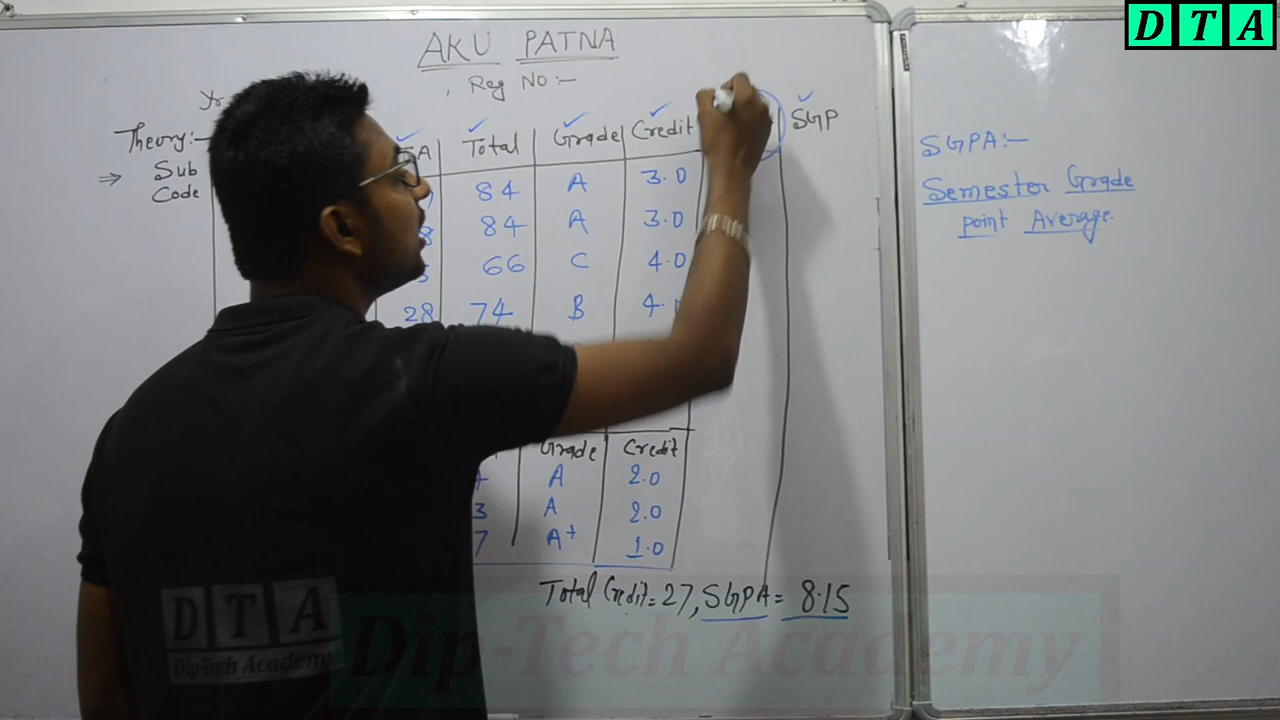 DTA
AKU PATNA
Reg NO :-
Theory:-
Total Grade Credit SGP
Sub
Code
84 A 3.0
84 A 3.0
66 C 4.0
28 74 B
Grade Credit
A 2.0
3 A 2.0
7 A+ 1.0
Total Credit = 27, SGPA = 8.15
SGPA:-
Semester Grade
point Average.
DTA
Dip-Tech Academy
Dip-Tech Academy